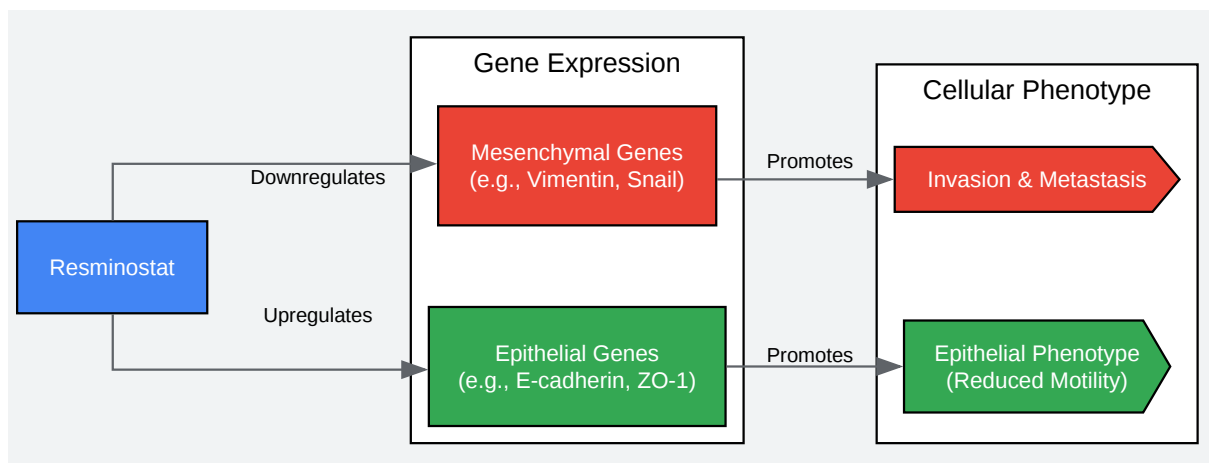 Gene Expression
Cellular Phenotype
Mesenchymal Genes
(e.g., Vimentin, Snail)
Promotes
Invasion & Metastasis
Downregulates
Resminostat
Upregulates
Epithelial Genes
(e.g., E-cadherin, ZO-1)
Promotes
Epithelial Phenotype
(Reduced Motility)